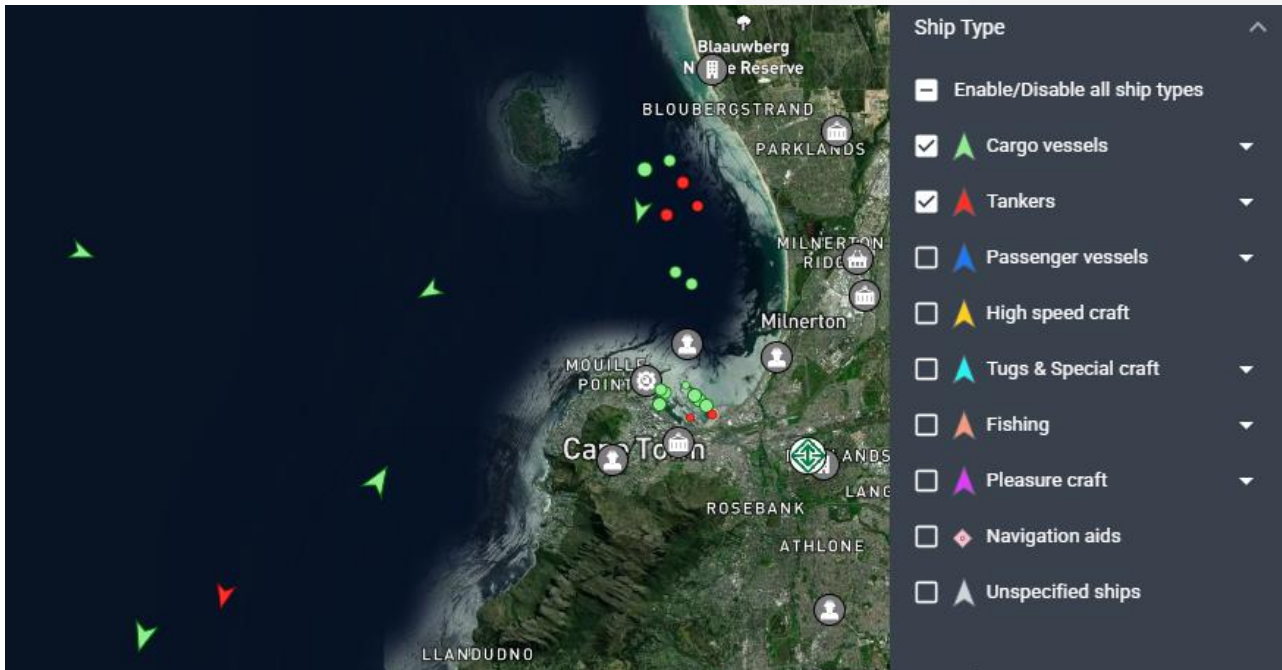 Blaauwberg
N e Reserve
BLOUBERGSTRAND
PARKLANDS
MILNERTON
RIDG
Milnerton
MOUILLE
POINT
Cape Town
ANDS
LANG
ROSEBANK
ATHLONE
LLANDUDNO
Ship Type
Enable/Disable all ship types
Cargo vessels
Tankers
Passenger vessels
High speed craft
Tugs & Special craft
Fishing
Pleasure craft
Navigation aids
Unspecified ships